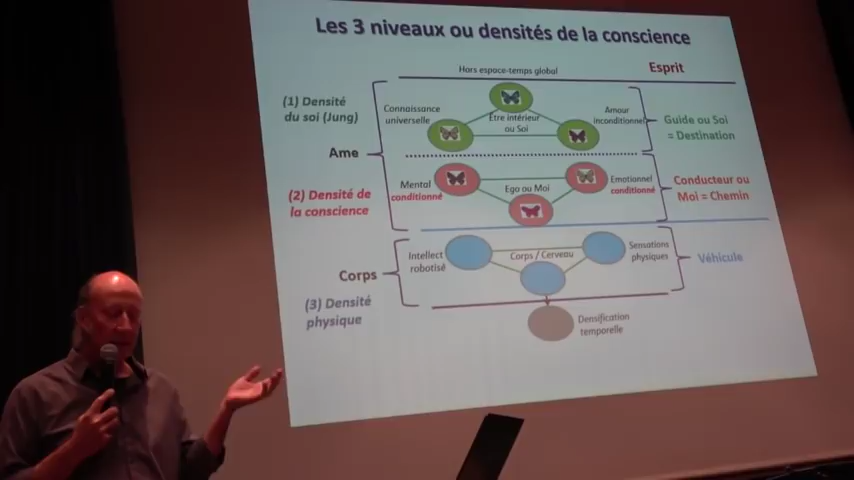 Les 3 niveaux ou densités de la conscience
Hors espace-temps global
Esprit
(1) Densité
du soi (Jung)
Connaissance
universelle
Etre intérieur
ou Soi
Amour
inconditionnel
Guide ou Soi
= Destination
Ame
(2) Densité de
la conscience
Mental
conditionné
Ego ou Moi
Emotionnel
conditionné
Conducteur ou
Moi = Chemin
Corps
(3) Densité
physique
Intellect
robotisé
Corps / Cerveau
Sensations
physiques
Véhicule
Densification
temporelle